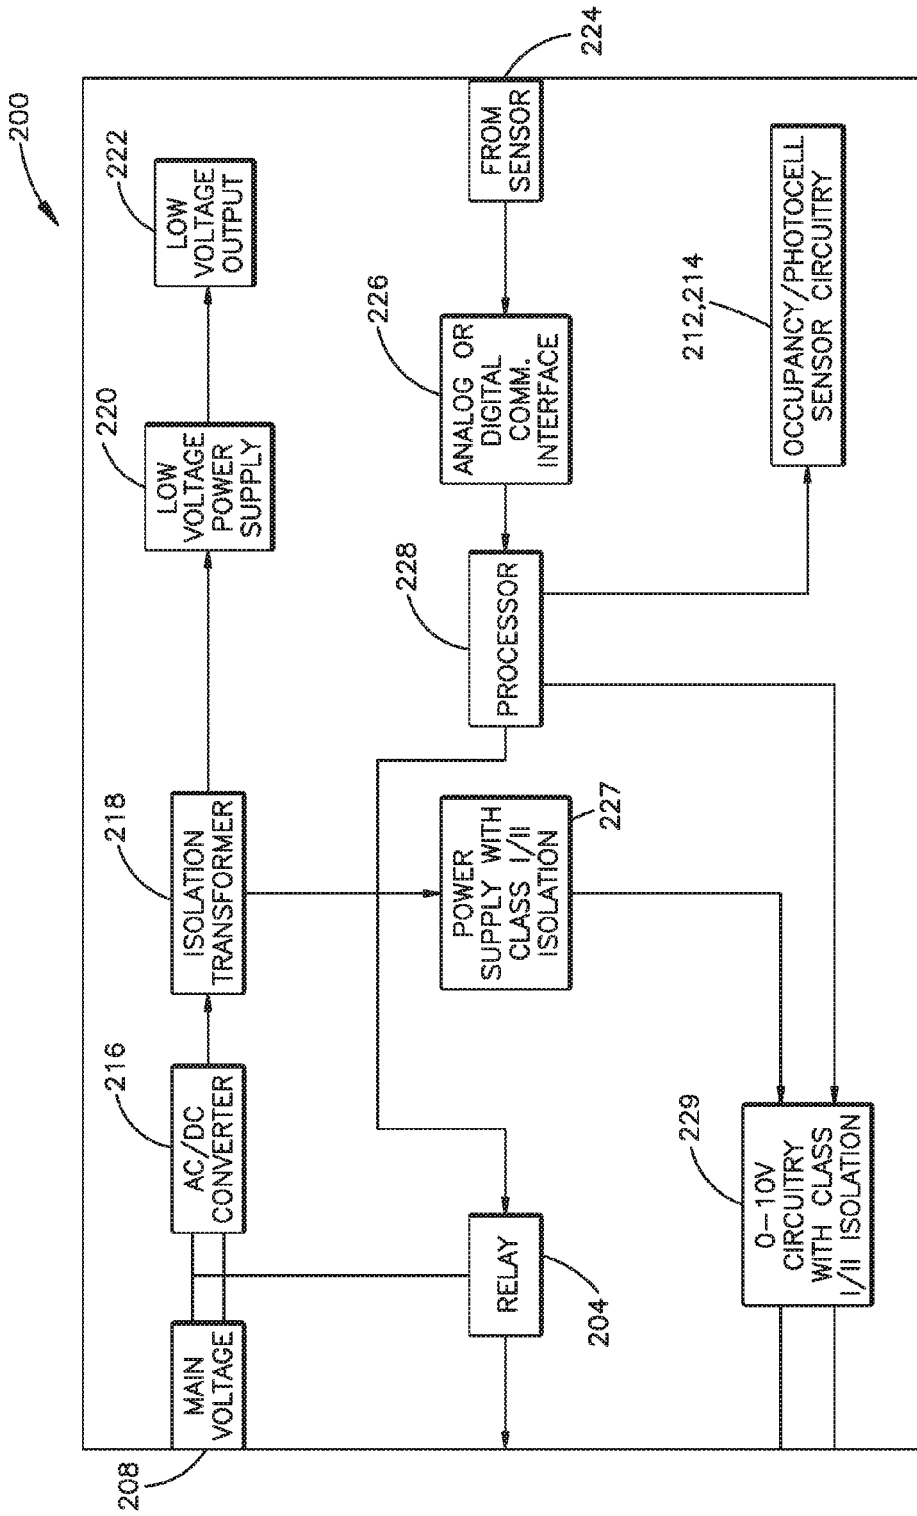 200
208
MAIN
VOLTAGE
216
AC/DC
CONVERTER
218
ISOLATION
TRANSFORMER
220
LOW
VOLTAGE
POWER
SUPPLY
222
LOW
VOLTAGE
OUTPUT
224
FROM
SENSOR
226
ANALOG OR
DIGITAL
COMM.
INTERFACE
228
PROCESSOR
227
POWER
SUPPLY WITH
CLASS I/II
ISOLATION
204
RELAY
212,214
OCCUPANCY/PHOTOCELL
SENSOR CIRCUITRY
229
0-10V
CIRCUITRY
WITH CLASS
I/II ISOLATION